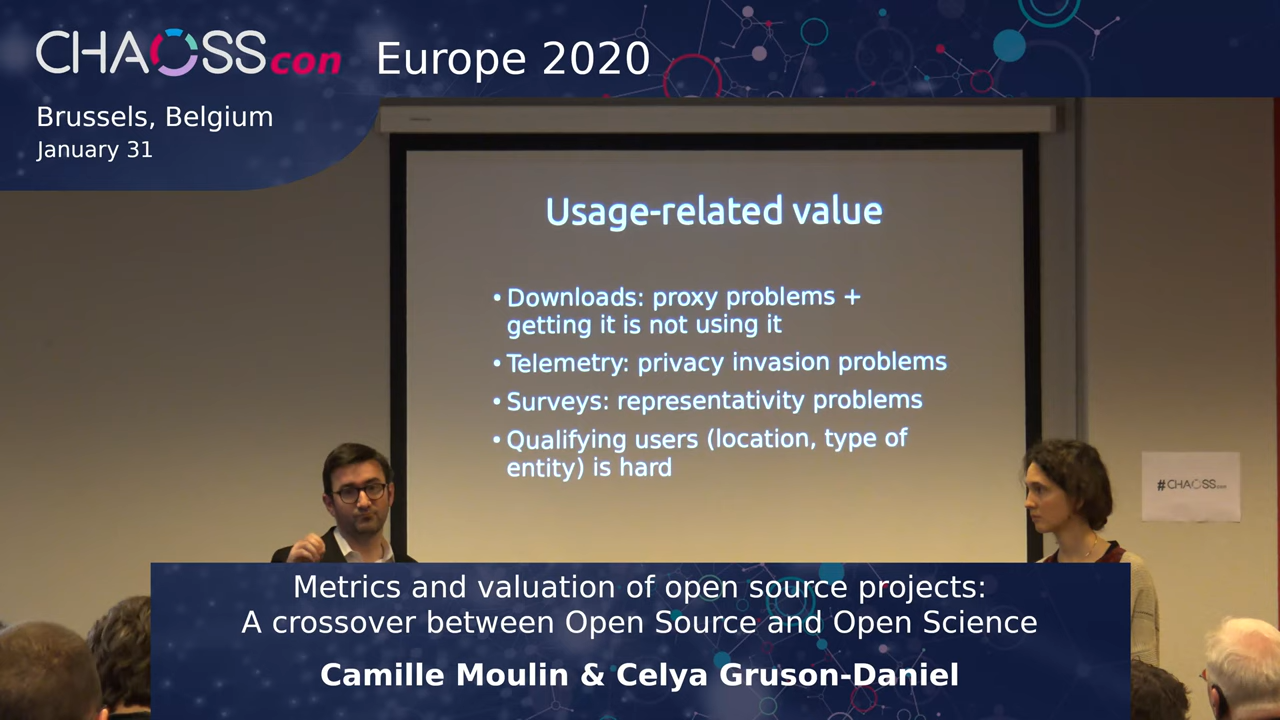 CHAOSScon Europe 2020
Brussels, Belgium
January 31
Usage-related value
• Downloads: proxy problems +
getting it is not using it
• Telemetry: privacy invasion problems
• Surveys: representativity problems
• Qualifying users (location, type of
entity) is hard
#CHAOSScon
Metrics and valuation of open source projects:
A crossover between Open Source and Open Science
Camille Moulin & Celya Gruson-Daniel